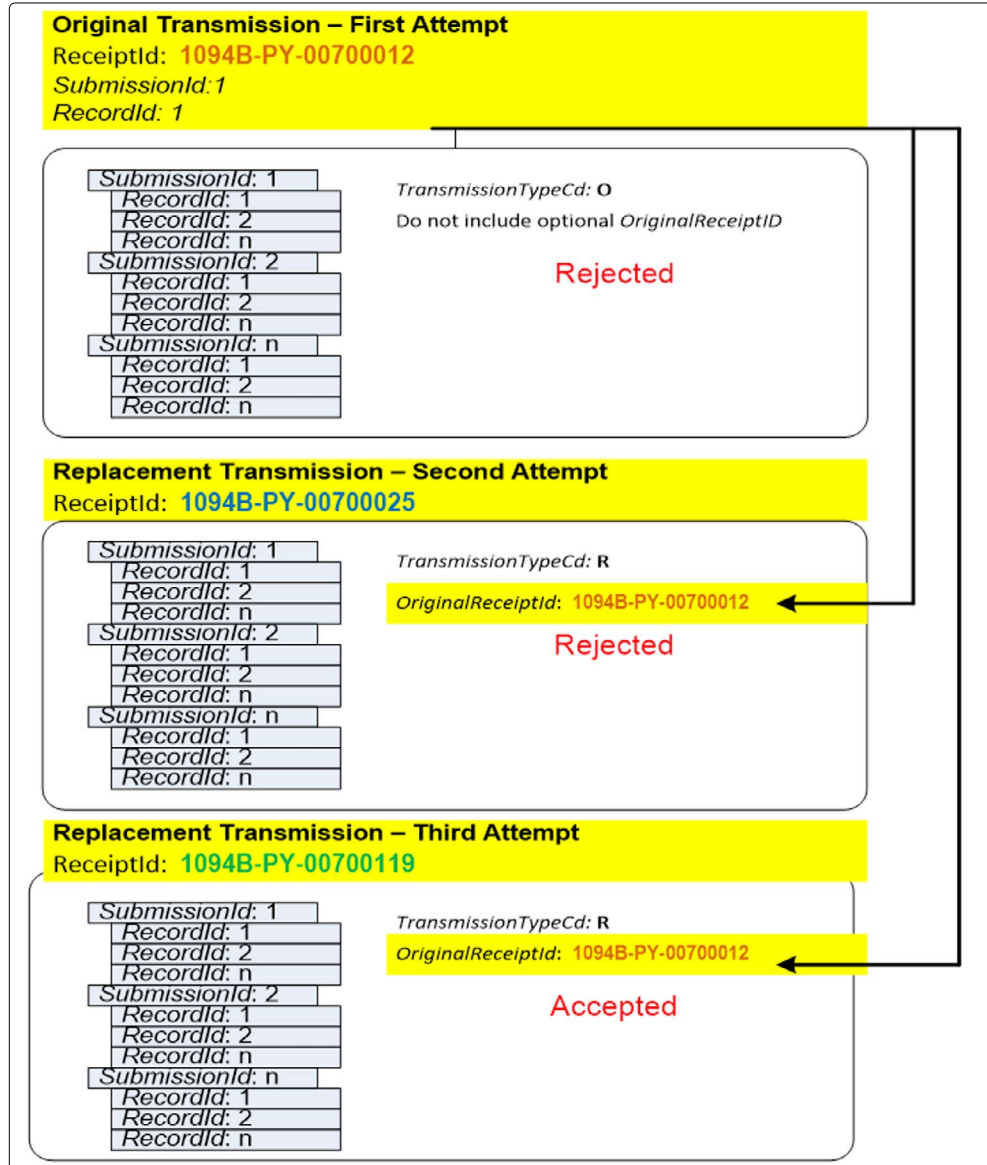 Original Transmission – First Attempt
ReceiptId: 1094B-PY-00700012
SubmissionId:1
RecordId: 1
SubmissionId: 1
RecordId: 1
RecordId: 2
RecordId: n
SubmissionId: 2
RecordId: 1
RecordId: 2
RecordId: n
SubmissionId: n
RecordId: 1
RecordId: 2
RecordId: n
TransmissionTypeCd: O
Do not include optional OriginalReceiptID
Rejected
Replacement Transmission – Second Attempt
ReceiptId: 1094B-PY-00700025
SubmissionId: 1
RecordId: 1
RecordId: 2
RecordId: n
SubmissionId: 2
RecordId: 1
RecordId: 2
RecordId: n
SubmissionId: n
RecordId: 1
RecordId: 2
RecordId: n
TransmissionTypeCd: R
OriginalReceiptId: 1094B-PY-00700012
Rejected
Replacement Transmission – Third Attempt
ReceiptId: 1094B-PY-00700119
SubmissionId: 1
RecordId: 1
RecordId: 2
RecordId: n
SubmissionId: 2
RecordId: 1
RecordId: 2
RecordId: n
SubmissionId: n
RecordId: 1
RecordId: 2
RecordId: n
TransmissionTypeCd: R
OriginalReceiptId: 1094B-PY-00700012
Accepted